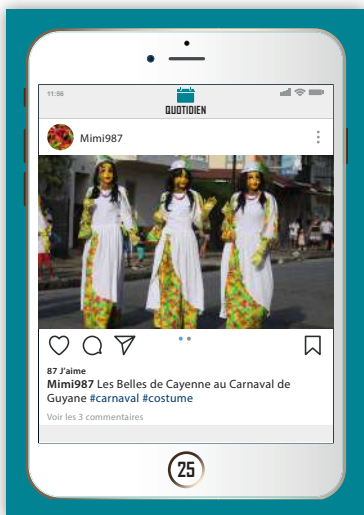 11:56
QUOTIDIEN
Mimi987
87 J'aime
Mimi987 Les Belles de Cayenne au Carnaval de
Guyane #carnaval #costume
Voir les 3 commentaires
25